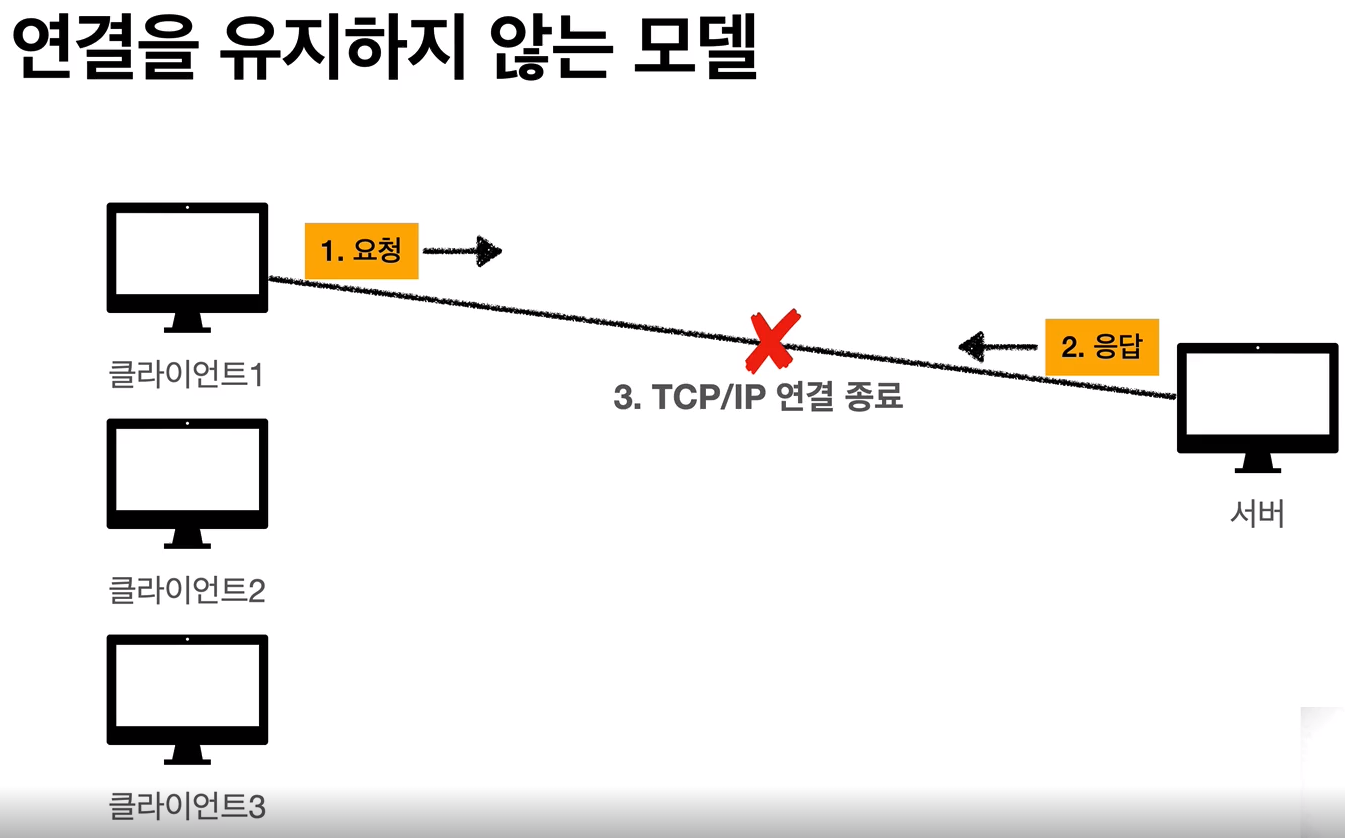 연결을 유지하지 않는 모델
1. 요청
2. 응답
클라이언트1
3. TCP/IP 연결 종료
서버
클라이언트2
클라이언트3